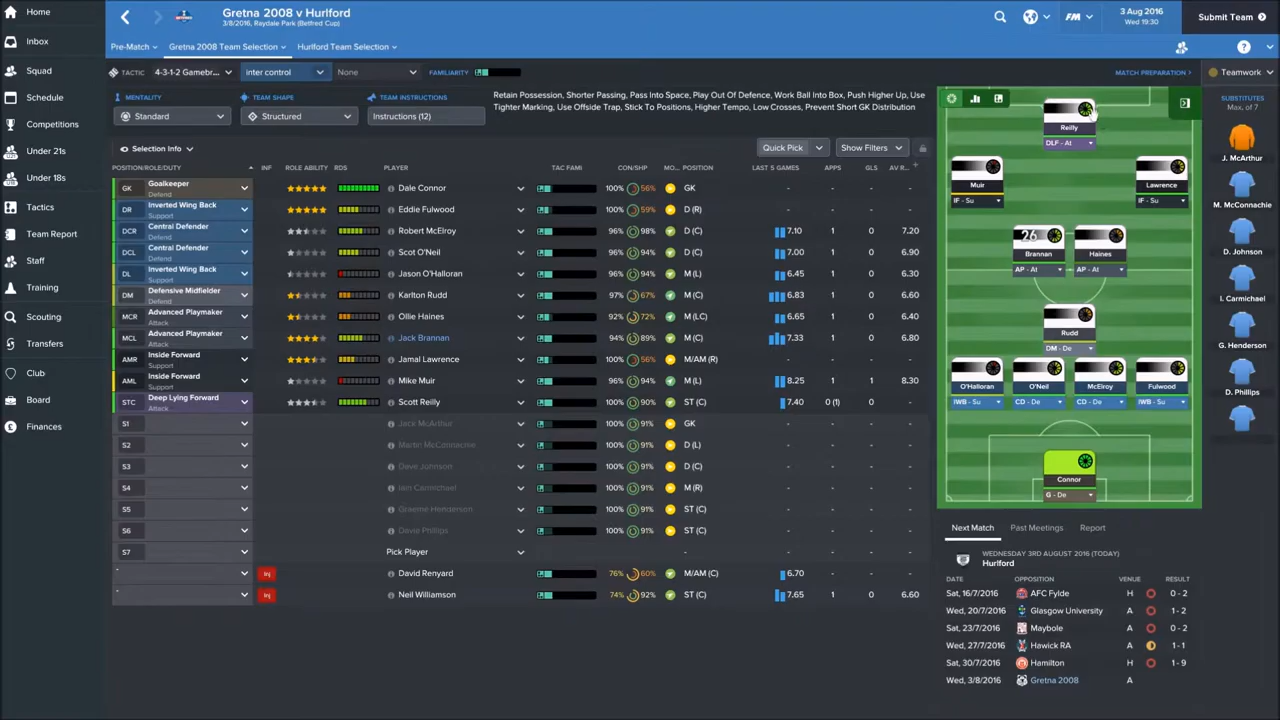 Home
Inbox
Squad
Schedule
Competitions
Under 21s
Under 18s
Tactics
Team Report
Staff
Training
Scouting
Transfers
Club
Board
Finances
Gretna 2008 v Hurlford
3/8/2016, Raydale Park (Betfred Cup)
FM
3 Aug 2016
Wed 19:30
Submit Team
Pre-Match
Gretna 2008 Team Selection
Hurlford Team Selection
TACTIC
4-3-1-2 Gamebr...
inter control
None
FAMILIARITY
MATCH PREPARATION
Teamwork
MENTALITY
Standard
TEAM SHAPE
Structured
TEAM INSTRUCTIONS
Instructions (12)
Retain Possession, Shorter Passing, Pass Into Space, Play Out Of Defence, Work Ball Into Box, Push Higher Up, Use
Tighter Marking, Use Offside Trap, Stick To Positions, Higher Tempo, Low Crosses, Prevent Short GK Distribution
Selection Info
Quick Pick
Show Filters
POSITION/ROLE/DUTY INF ROLE ABILITY RDS PLAYER TAC FAMI CON/SHP MO... POSITION LAST 5 GAMES APPS GLS AV R...
GK Goalkeeper Defend Dale Connor 100% 56% GK - - - -
DR Inverted Wing Back Support Eddie Fulwood 100% 59% D (R) - - - -
DCR Central Defender Defend Robert McElroy 96% 98% D (C) 7.10 1 0 7.20
DCL Central Defender Defend Scot O'Neil 96% 94% D (C) 7.00 1 0 6.90
DL Inverted Wing Back Support Jason O'Halloran 96% 94% M (L) 6.45 1 0 6.30
DM Defensive Midfielder Defend Karlton Rudd 97% 67% M (C) 6.83 1 0 6.60
MCR Advanced Playmaker Attack Ollie Haines 92% 72% M (LC) 6.65 1 0 6.40
MCL Advanced Playmaker Attack Jack Brannan 94% 89% M (C) 7.33 1 0 6.80
AMR Inside Forward Support Jamal Lawrence 100% 56% M/AM (R) - - - -
AML Inside Forward Support Mike Muir 96% 94% M (L) 8.25 1 1 8.30
STC Deep Lying Forward Attack Scott Reilly 100% 90% ST (C) 7.40 0 (1) - -
S1 Jack McArthur 100% 91% GK - - - -
S2 Martin McConnachie 100% 91% D (L) - - - -
S3 Dave Johnson 100% 91% D (C) - - - -
S4 Iain Carmichael 100% 91% M (R) - - - -
S5 Graeme Henderson 100% 91% ST (C) - - - -
S6 Davie Phillips 100% 91% ST (C) - - - -
S7 Pick Player - - - - -
- Inj David Renyard 76% 60% M/AM (C) 6.70 - - -
- Inj Neil Williamson 74% 92% ST (C) 7.65 1 0 6.60
Reilly
DLF - At
Muir
IF - Su
Lawrence
IF - Su
26
Brannan
AP - At
Haines
AP - At
Rudd
DM - De
O'Halloran O'Neil McElroy Fulwood
IWB - Su CD - De CD - De IWB - Su
Connor
G - De
SUBSTITUTES
Max. of 7
J. McArthur
M. McConnachie
D. Johnson
I. Carmichael
G. Henderson
D. Phillips
Next Match
Past Meetings
Report
WEDNESDAY 3RD AUGUST 2016 (TODAY)
Hurlford
DATE OPPOSITION VENUE RESULT
Sat, 16/7/2016 AFC Fylde H 0 - 2
Wed, 20/7/2016 Glasgow University A 1 - 2
Sat, 23/7/2016 Maybole A 0 - 2
Wed, 27/7/2016 Hawick RA A 1 - 1
Sat, 30/7/2016 Hamilton H 1 - 9
Wed, 3/8/2016 Gretna 2008 A